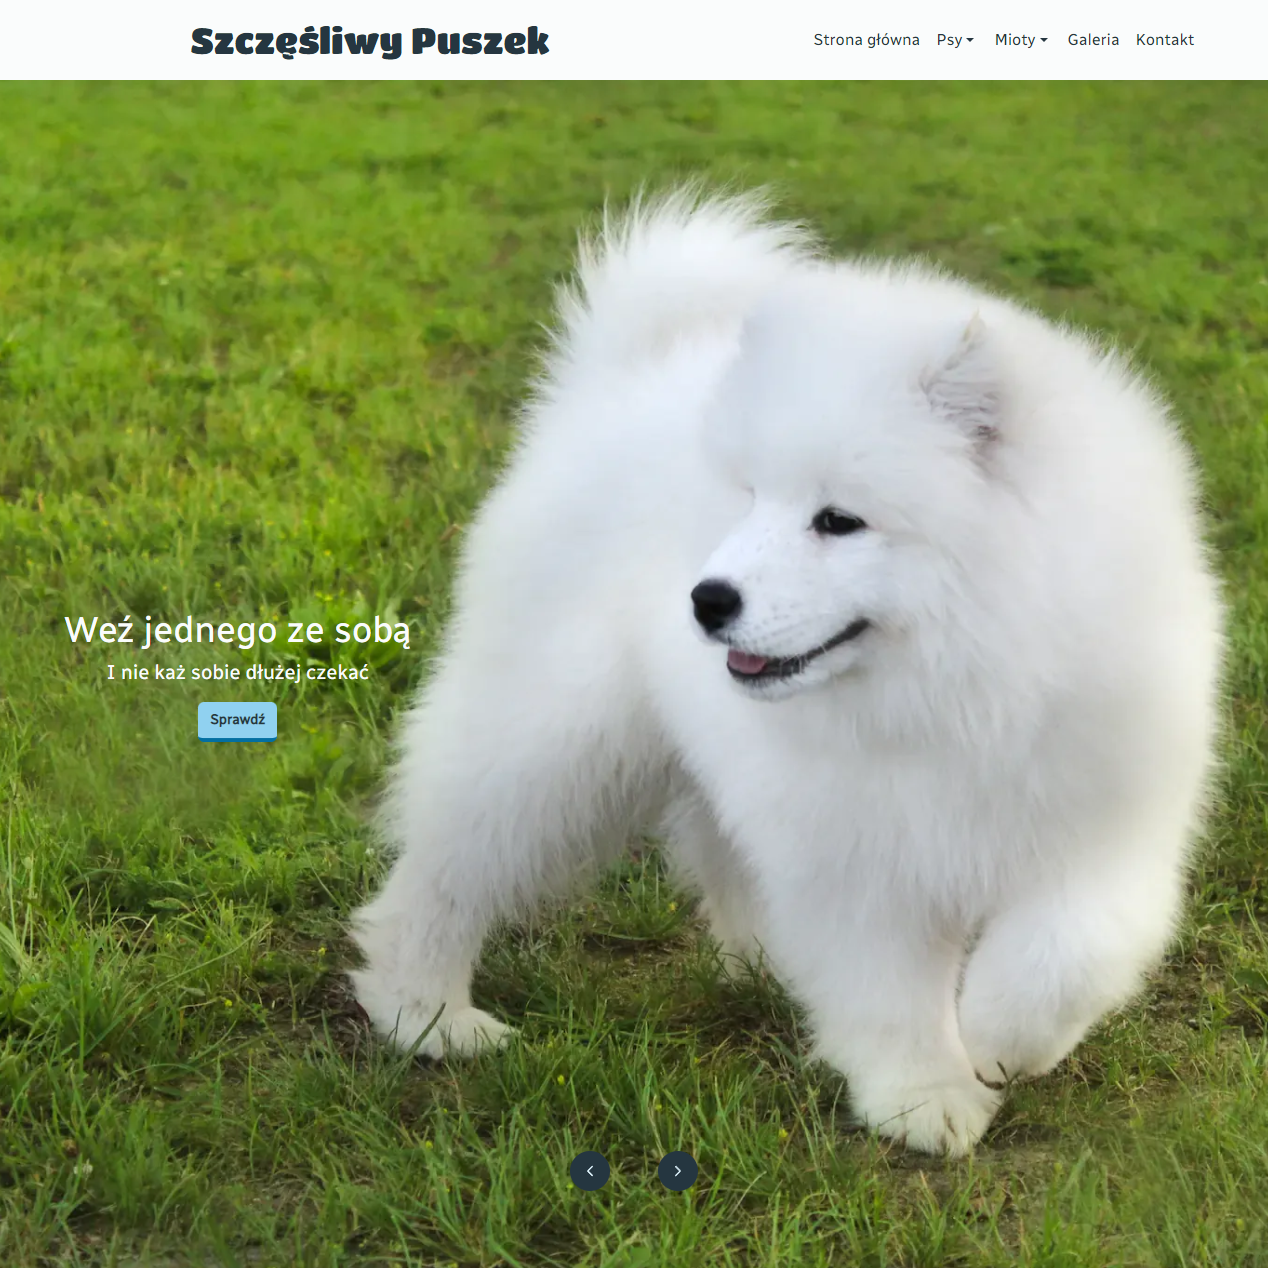 Szczęśliwy Puszek
Strona główna Psy Mioty Galeria Kontakt
Weź jednego ze sobą
I nie każ sobie dłużej czekać
Sprawdź